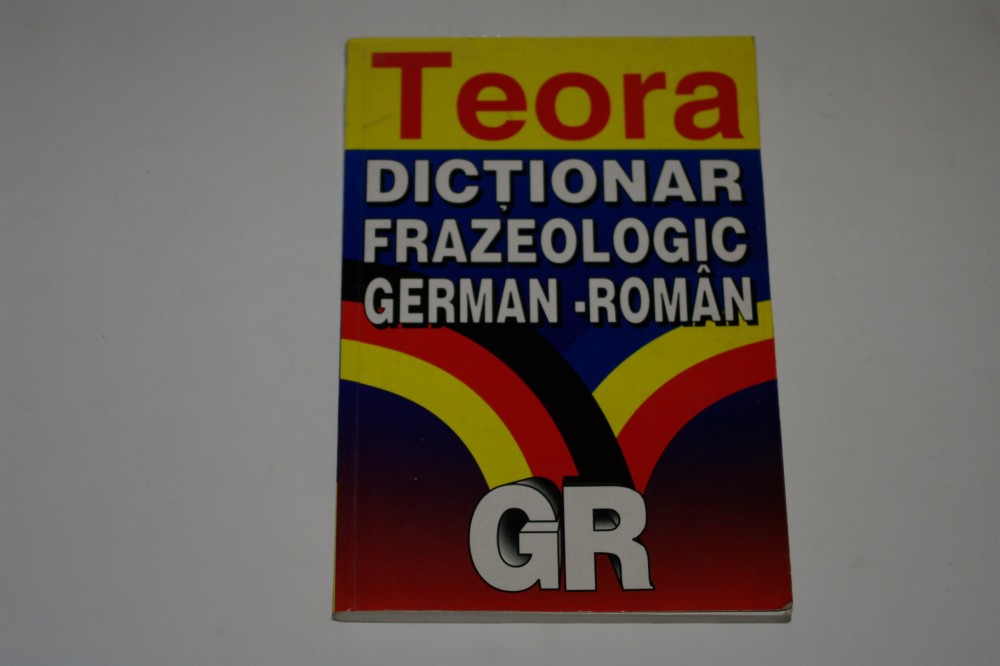 Teora
DICȚIONAR
FRAZEOLOGIC
GERMAN - ROMÂN
GR